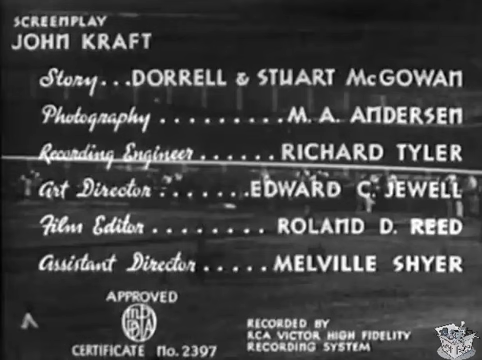 SCREENPLAY
JOHN KRAFT
Story...DORRELL & STUART McGOWAN
Photography .........M. A. ANDERSEN
Recording Engineer ......RICHARD TYLER
Art Director.......EDWARD C. JEWELL
Film Editor ........ROLAND D. REED
Assistant Director.....MELVILLE SHYER
APPROVED
CERTIFICATE No. 2397
RECORDED BY
RCA VICTOR HIGH FIDELITY
RECORDING SYSTEM